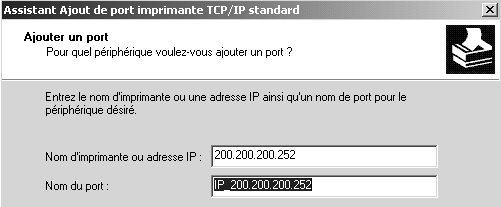 Assistant Ajout de port imprimante TCP/IP standard
Ajouter un port
Pour quel périphérique voulez-vous ajouter un port ?
Entrez le nom d'imprimante ou une adresse IP ainsi qu'un nom de port pour le
périphérique désiré.
Nom d'imprimante ou adresse IP : 200.200.200.252
Nom du port : IP_200.200.200.252